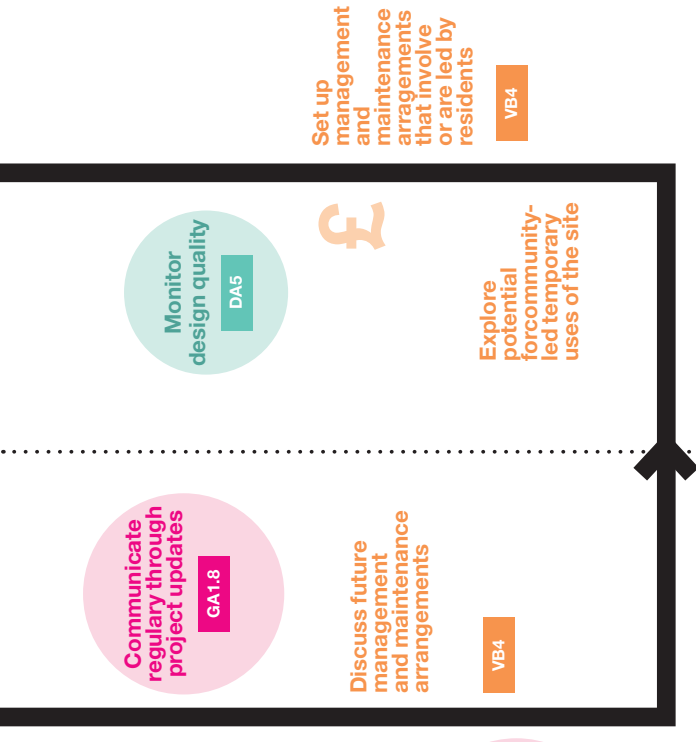 Communicate
regulary through
project updates
GA1.8
Discuss future
management
and maintenance
arrangements
VB4
Monitor
design quality
DA5
£
Explore
potential
forcommunity-
led temporary
uses of the site
Set up
management
and
maintenance
arragements
that involve
or are led by
residents
VB4